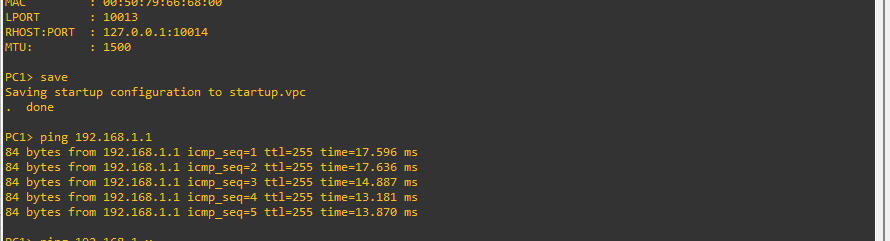 MAC         : 00:50:79:66:68:00
LPORT       : 10013
RHOST:PORT  : 127.0.0.1:10014
MTU:        : 1500
PC1> save
Saving startup configuration to startup.vpc
.  done
PC1> ping 192.168.1.1
84 bytes from 192.168.1.1 icmp_seq=1 ttl=255 time=17.596 ms
84 bytes from 192.168.1.1 icmp_seq=2 ttl=255 time=17.636 ms
84 bytes from 192.168.1.1 icmp_seq=3 ttl=255 time=14.887 ms
84 bytes from 192.168.1.1 icmp_seq=4 ttl=255 time=13.181 ms
84 bytes from 192.168.1.1 icmp_seq=5 ttl=255 time=13.870 ms
PC1> ping